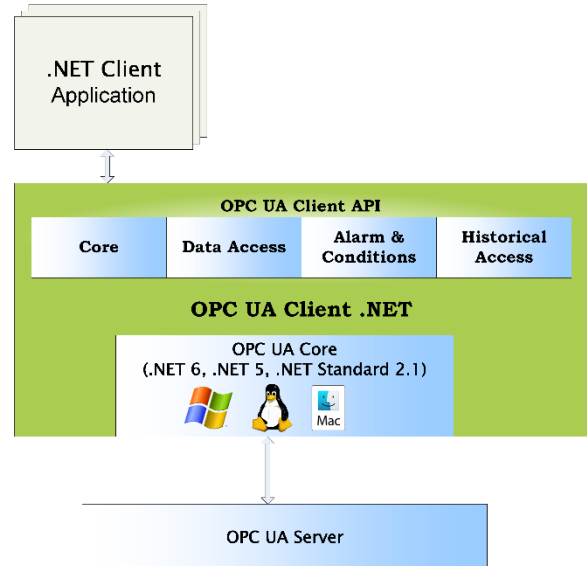 .NET Client
Application
OPC UA Client API
Core
Data Access
Alarm &
Conditions
Historical
Access
OPC UA Client .NET
OPC UA Core
(.NET 6, .NET 5, .NET Standard 2.1)
Mac
OPC UA Server